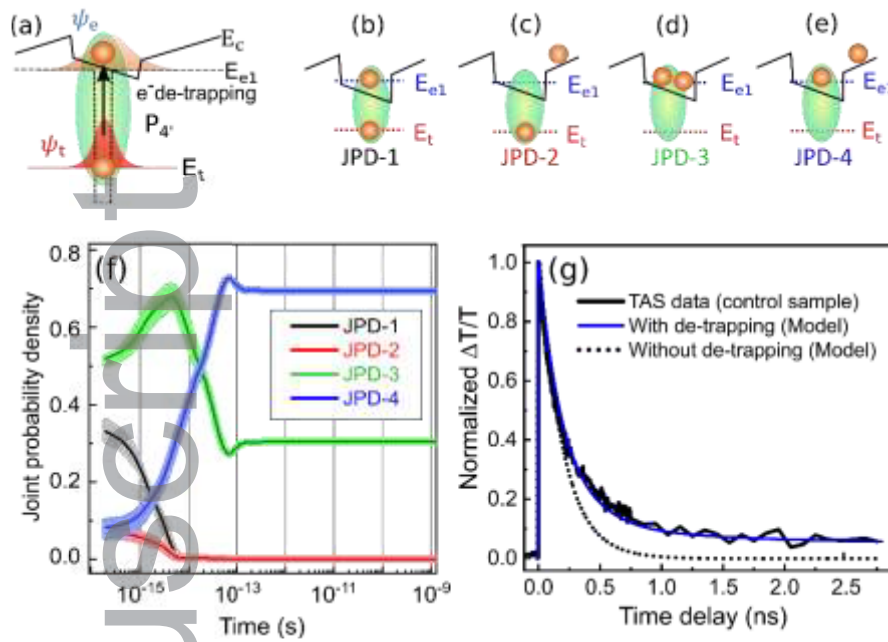 (a)
ψe
Ec
Ee1
e⁻de-trapping
P4'
ψt
Et
(b)
Ee1
Et
JPD-1
(c)
Ee1
Et
JPD-2
(d)
Ee1
Et
JPD-3
(e)
Ee1
Et
JPD-4
(f)
Joint probability density
0.8
0.6
0.4
0.2
0.0
JPD-1
JPD-2
JPD-3
JPD-4
10⁻¹⁵ 10⁻¹³ 10⁻¹¹ 10⁻⁹
Time (s)
(g)
Normalized ΔT/T
1.0
0.8
0.6
0.4
0.2
0.0
TAS data (control sample)
With de-trapping (Model)
Without de-trapping (Model)
0.0 0.5 1.0 1.5 2.0 2.5
Time delay (ns)